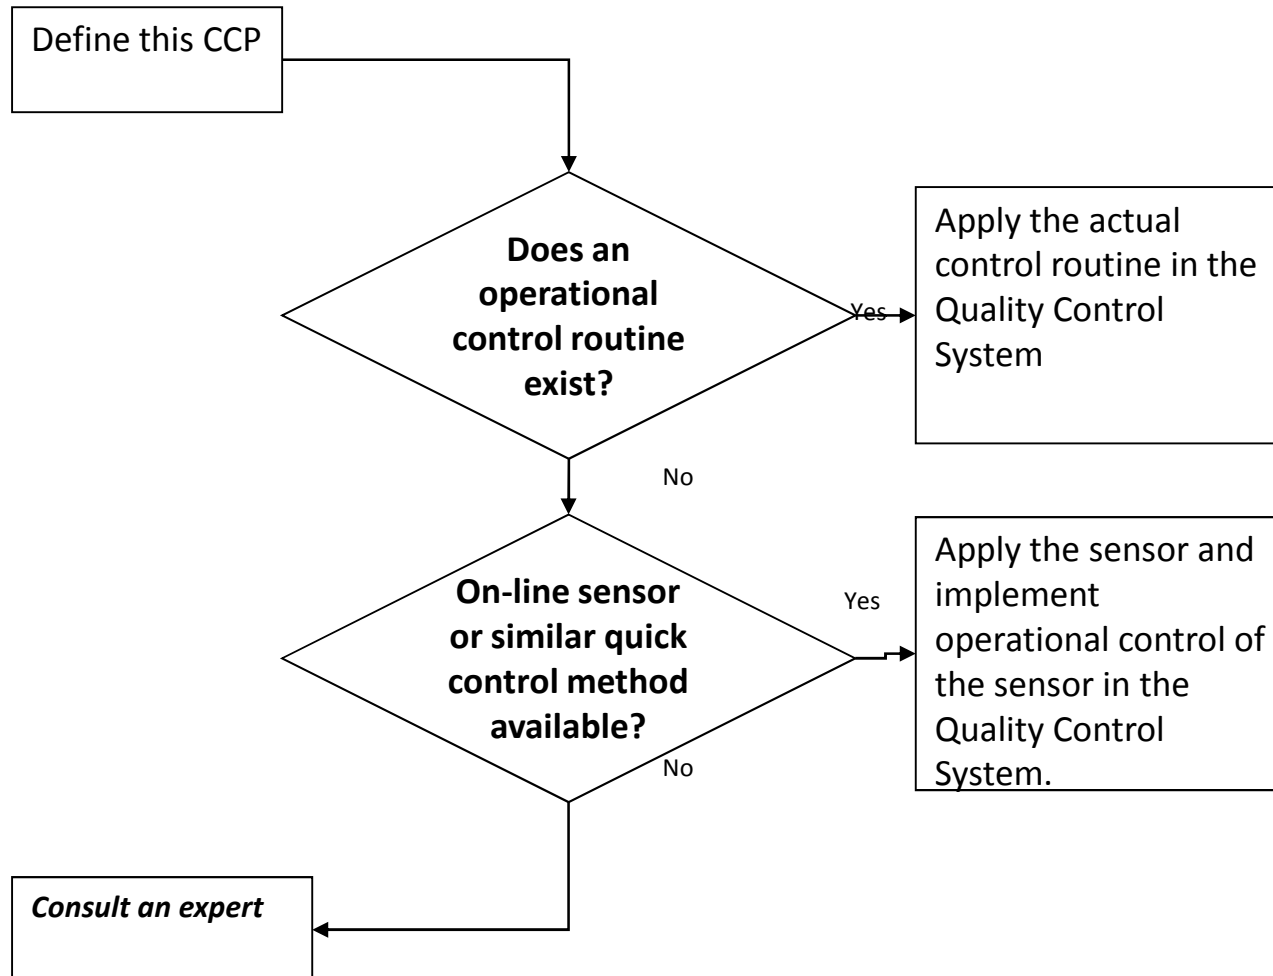 Define this CCP
Does an
operational
control routine
exist?
Yes
Apply the actual
control routine in the
Quality Control
System
No
On-line sensor
or similar quick
control method
available?
Yes
Apply the sensor and
implement
operational control of
the sensor in the
Quality Control
System.
No
Consult an expert